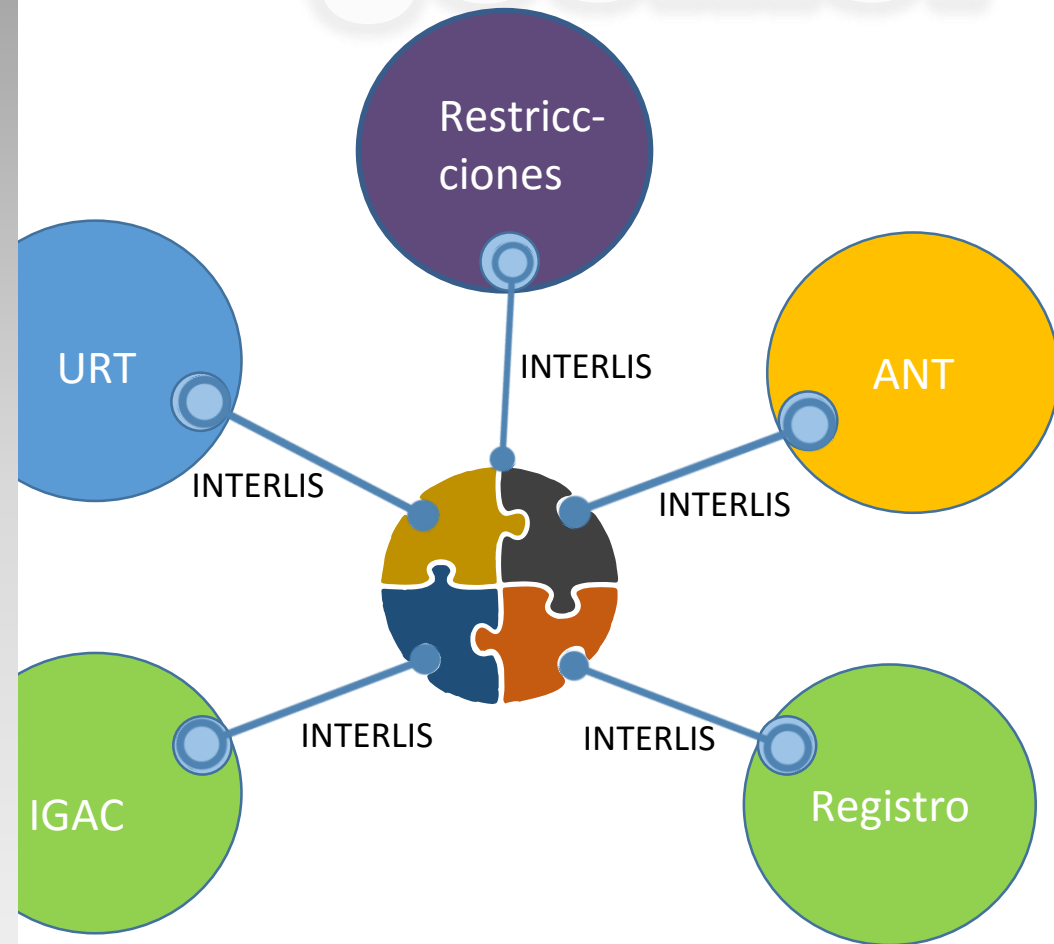 Restricc-
ciones
URT
INTERLIS
ANT
INTERLIS
INTERLIS
IGAC
INTERLIS
INTERLIS
Registro